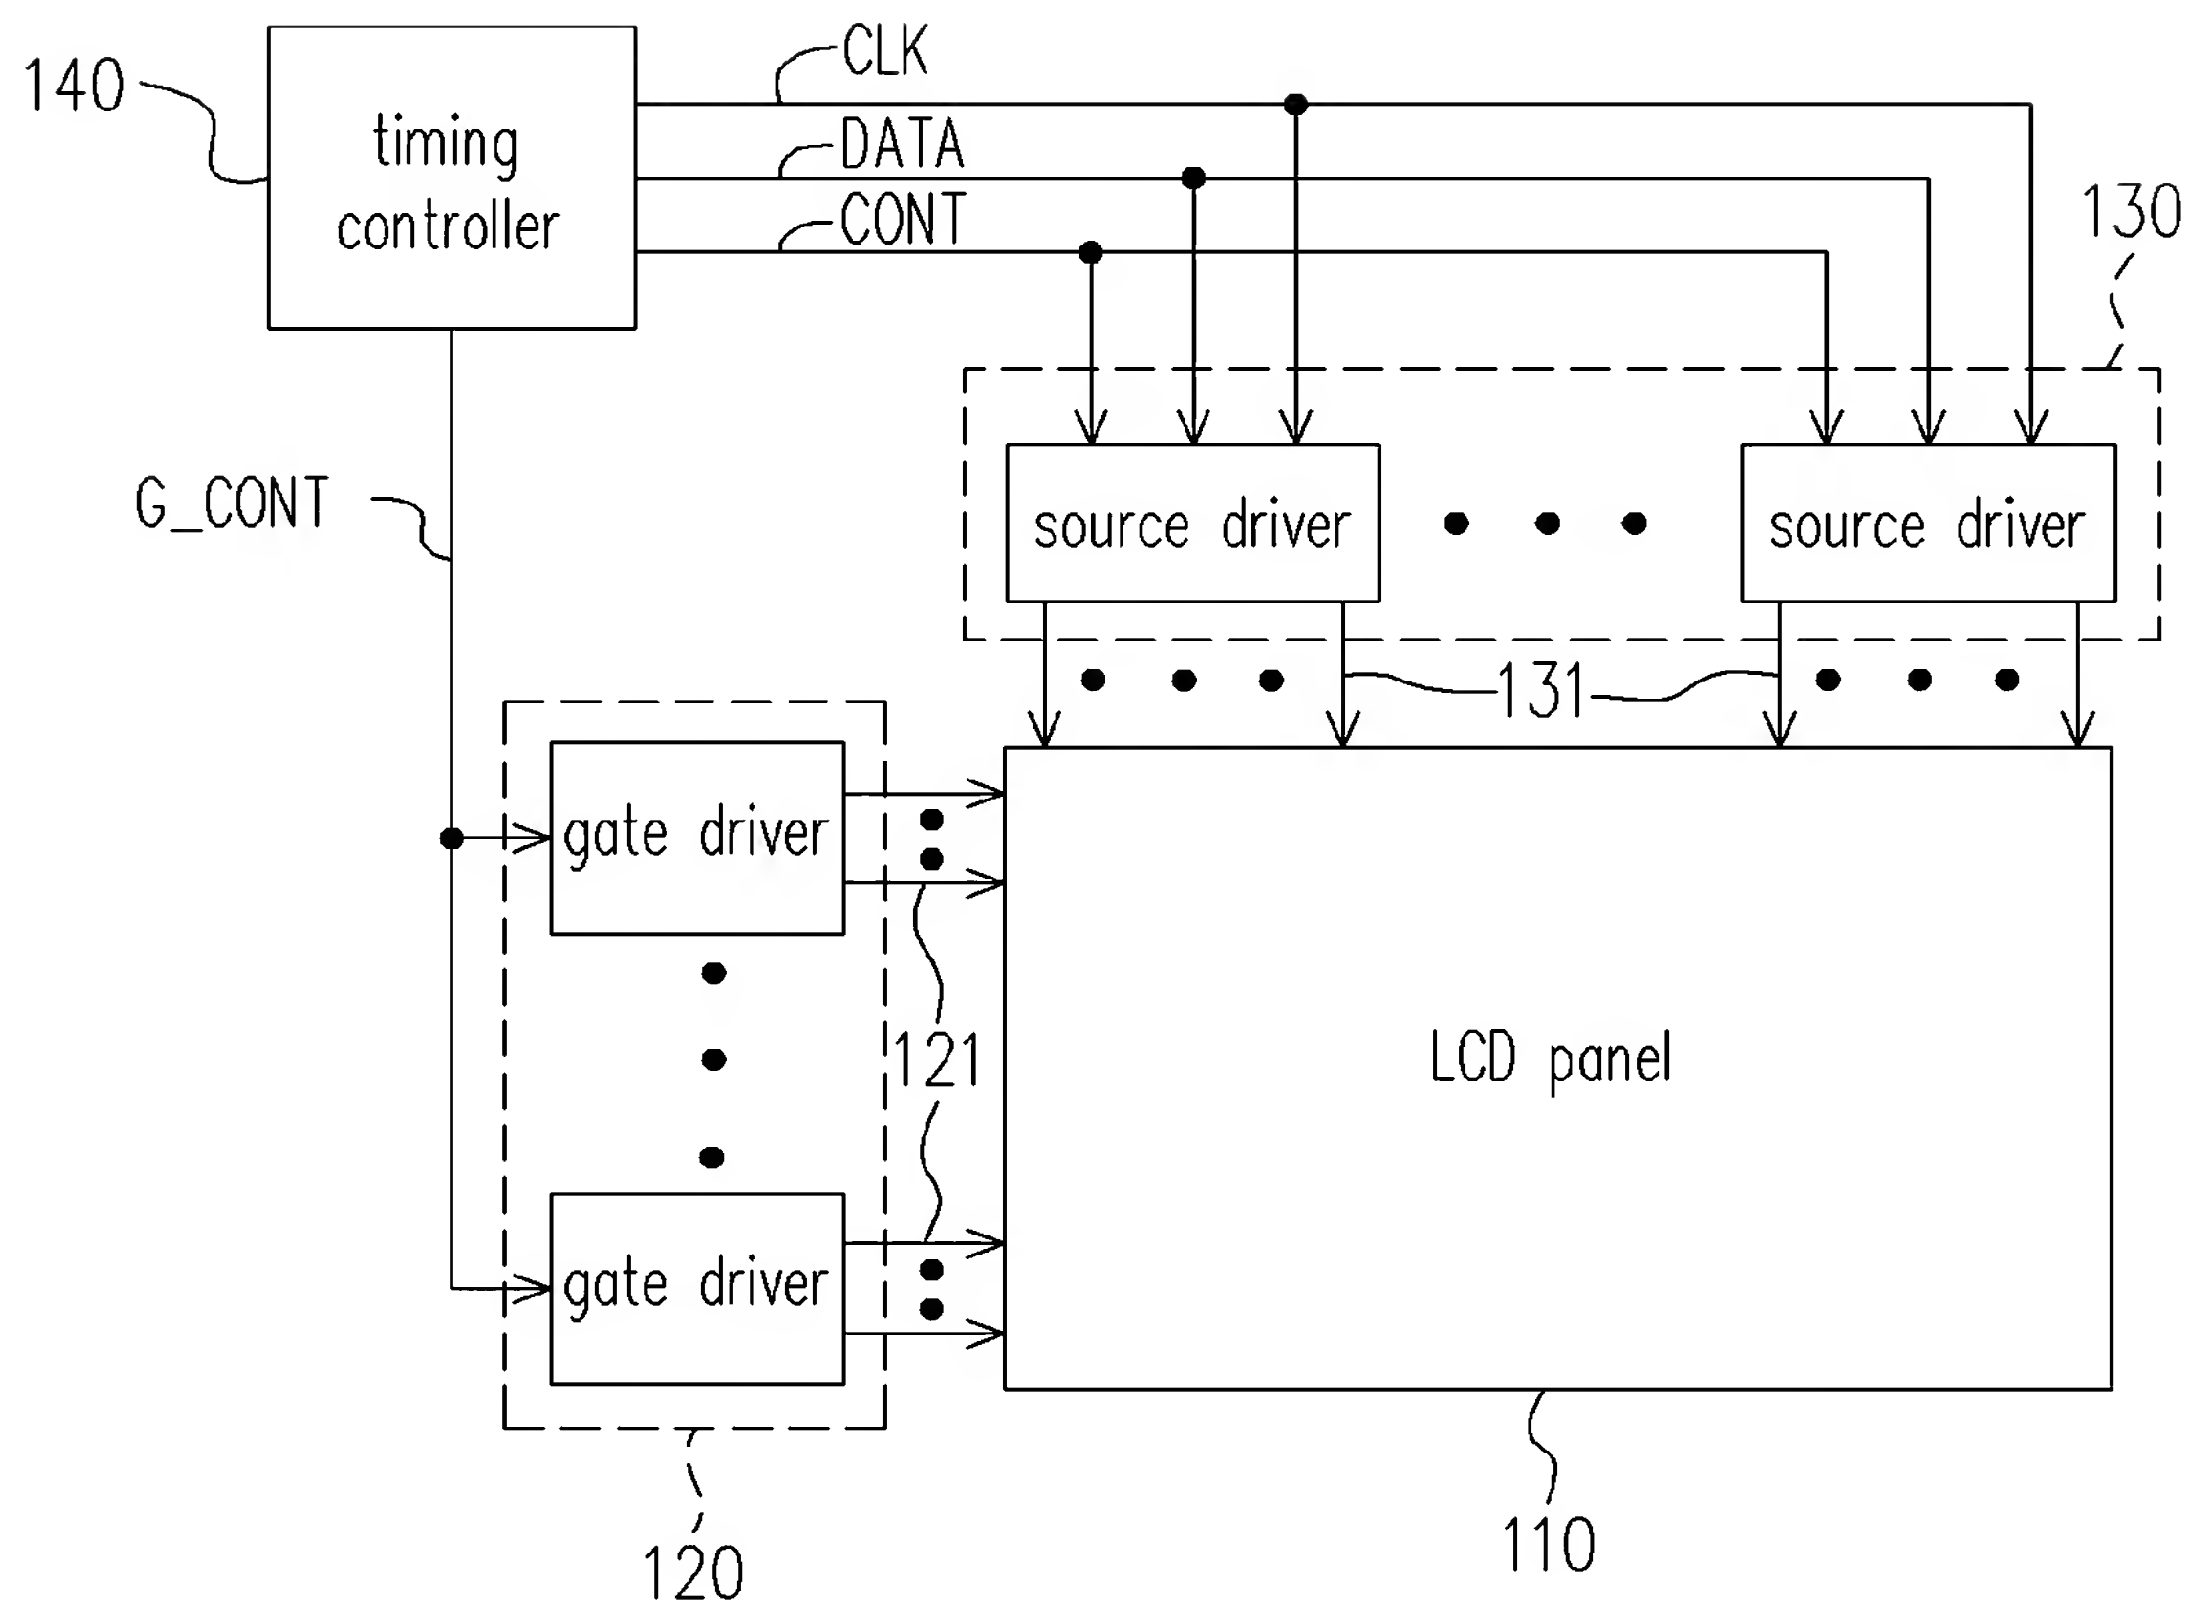 CLK
140
timing
controller
DATA
CONT
130
G_CONT
source driver
source driver
131
gate driver
121
LCD panel
gate driver
110
120